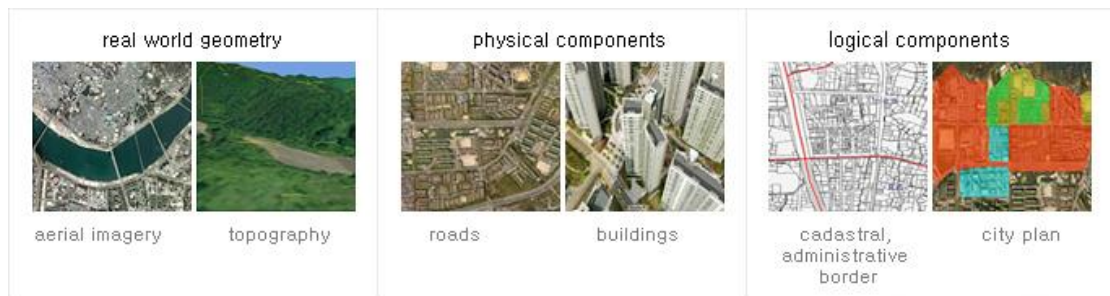 real world geometry
physical components
logical components
aerial imagery
topography
roads
buildings
cadastral,
administrative
border
city plan